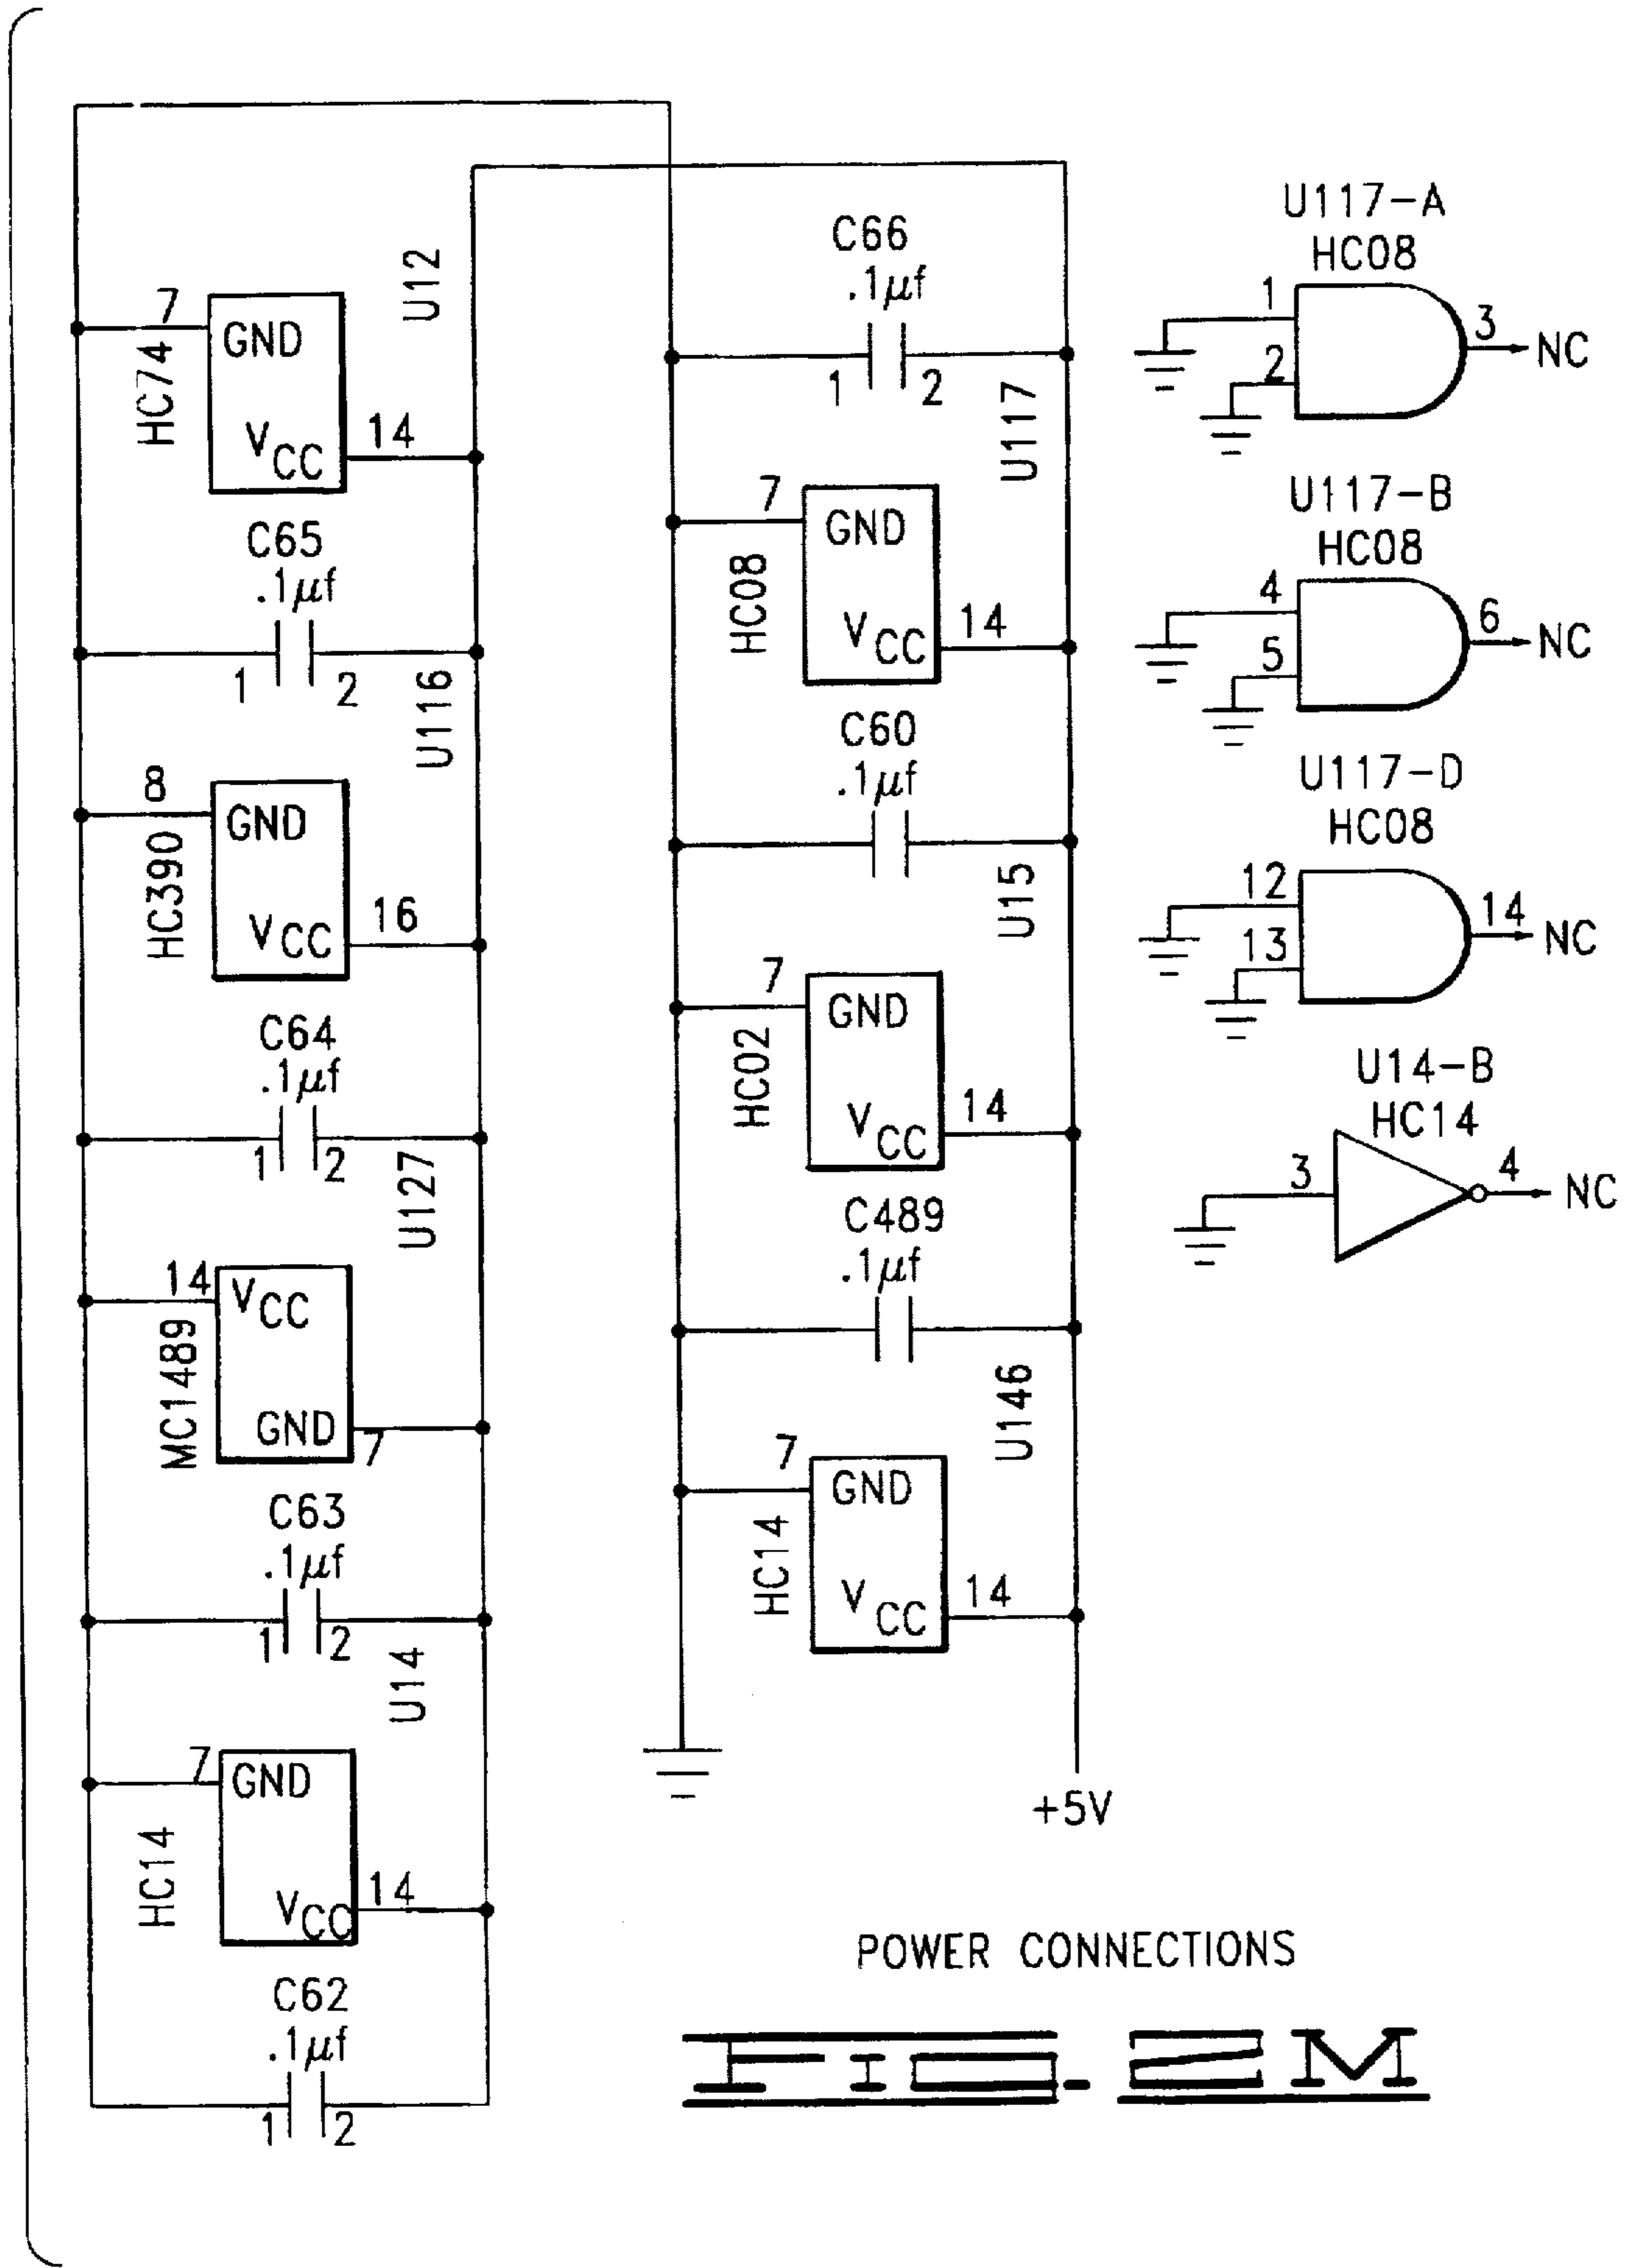 U12
7
GND
HC74
VCC
14
C65
.1µf
1
2
U116
8
GND
HC390
VCC
16
C64
.1µf
1
2
U127
14
VCC
MC1489
GND
7
C63
.1µf
1
2
U14
7
GND
HC14
VCC
14
C62
.1µf
1
2
C66
.1µf
1
2
U117
7
GND
HC08
VCC
14
C60
.1µf
U15
7
GND
HC02
VCC
14
C489
.1µf
U146
7
GND
HC14
VCC
14
+5V
U117-A
HC08
1
2
3
NC
U117-B
HC08
4
5
6
NC
U117-D
HC08
12
13
14
NC
U14-B
HC14
3
4
NC
POWER CONNECTIONS
FIG. 2M